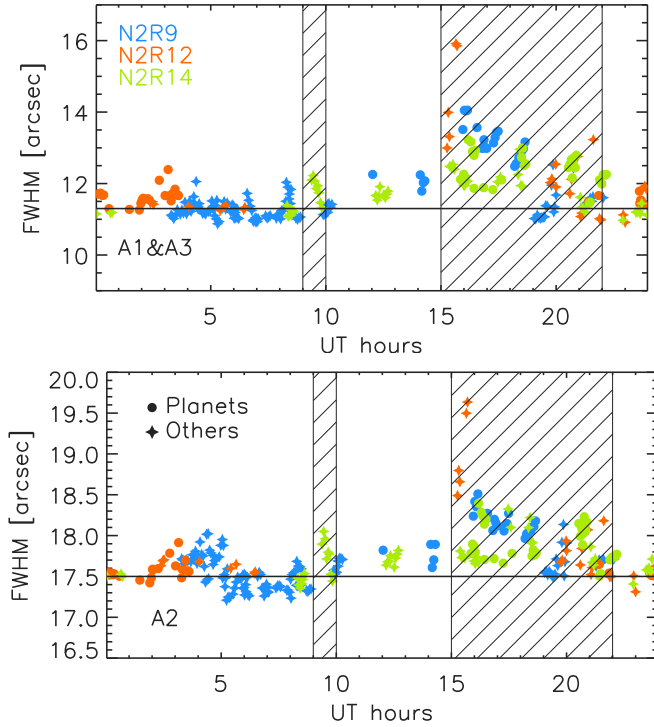 16
14
12
10
FWHM [arcsec]
N2R9
N2R12
N2R14
A1&A3
5 10 15 20
UT hours
20.0
19.5
19.0
18.5
18.0
17.5
17.0
16.5
FWHM [arcsec]
Planets
Others
A2
5 10 15 20
UT hours